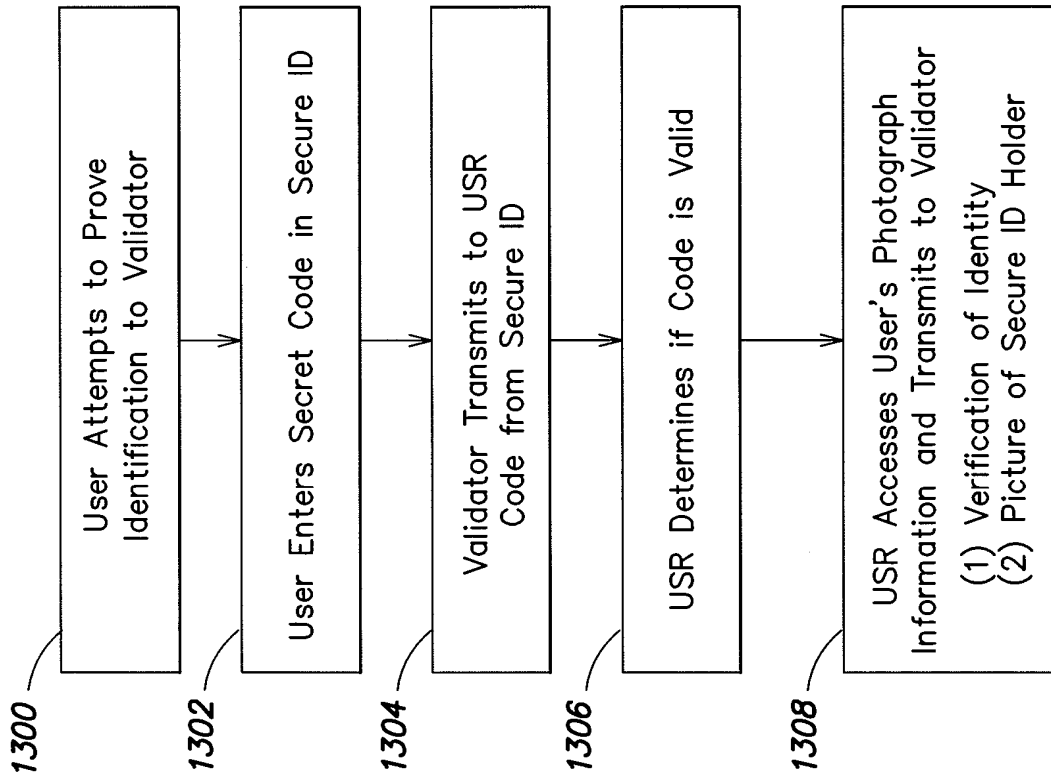 1300
User Attempts to Prove
Identification to Validator
1302
User Enters Secret Code in Secure ID
1304
Validator Transmits to USR
Code from Secure ID
1306
USR Determines if Code is Valid
1308
USR Accesses User's Photograph
Information and Transmits to Validator
(1) Verification of Identity
(2) Picture of Secure ID Holder